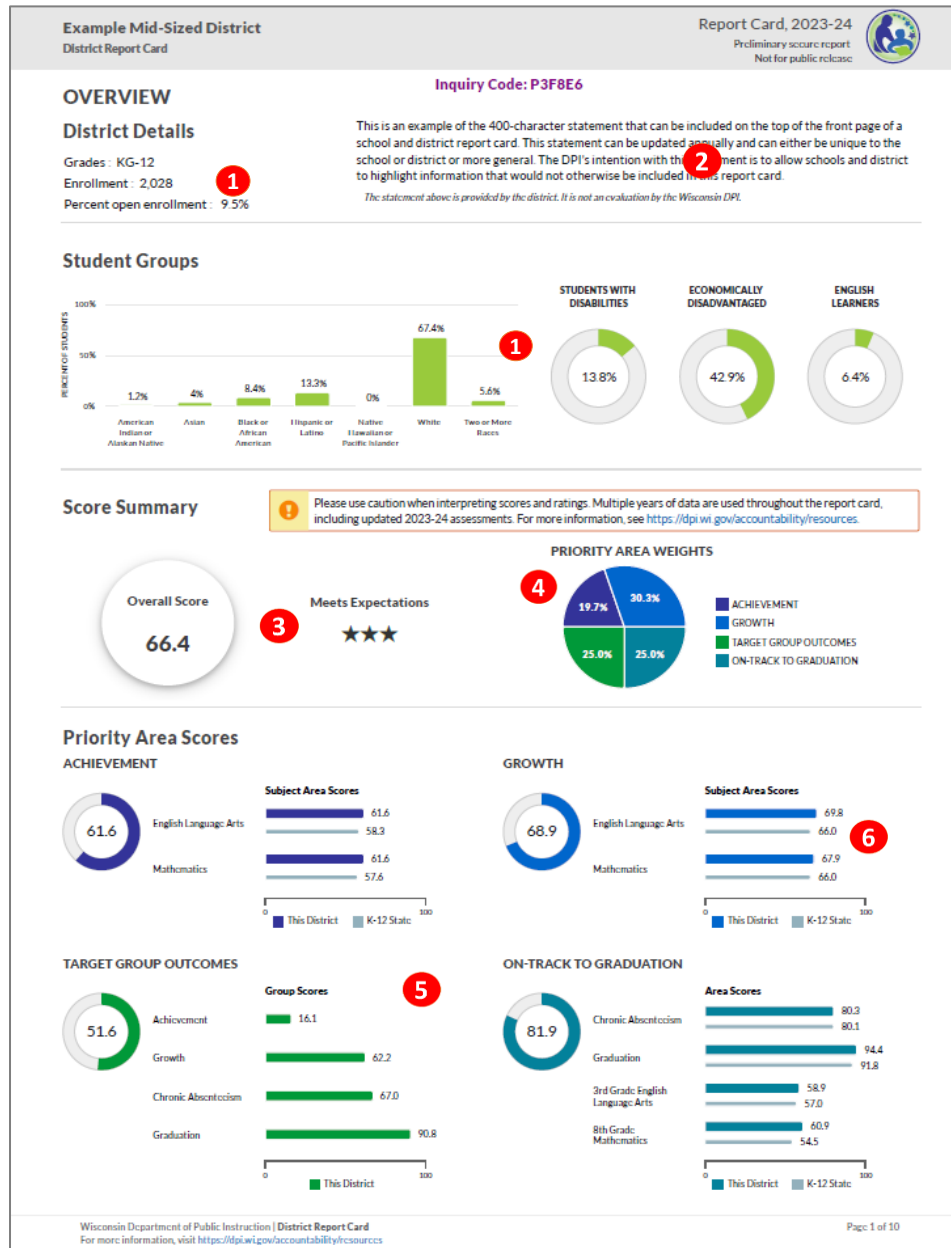 Example Mid-Sized District
District Report Card
Report Card, 2023-24
Preliminary secure report
Not for public release
OVERVIEW
Inquiry Code: P3F8E6
District Details
Grades : KG-12
Enrollment : 2,028
Percent open enrollment : 9.5%
1
This is an example of the 400-character statement that can be included on the top of the front page of a
school and district report card. This statement can be updated annually and can either be unique to the
school or district or more general. The DPI's intention with this ment is to allow schools and district
to highlight information that would not otherwise be included in this report card.
2
The statement above is provided by the district. It is not an evaluation by the Wisconsin DPI.
Student Groups
PERCENT OF STUDENTS
100%
50%
0%
1.2%
4%
8.4%
13.3%
0%
67.4%
5.6%
American
Indian or
Alaskan Native
Asian
Black or
African
American
Hispanic or
Latino
Native
Hawaiian or
Pacific Islander
White
Two or More
Races
1
STUDENTS WITH
DISABILITIES
13.8%
ECONOMICALLY
DISADVANTAGED
42.9%
ENGLISH
LEARNERS
6.4%
Score Summary
Please use caution when interpreting scores and ratings. Multiple years of data are used throughout the report card,
including updated 2023-24 assessments. For more information, see https://dpi.wi.gov/accountability/resources.
Overall Score
66.4
3
Meets Expectations
★★★
PRIORITY AREA WEIGHTS
4
19.7%
30.3%
25.0%
25.0%
ACHIEVEMENT
GROWTH
TARGET GROUP OUTCOMES
ON-TRACK TO GRADUATION
Priority Area Scores
ACHIEVEMENT
61.6
Subject Area Scores
English Language Arts
61.6
58.3
Mathematics
61.6
57.6
0
100
This District
K-12 State
GROWTH
68.9
Subject Area Scores
English Language Arts
69.8
66.0
6
Mathematics
67.9
66.0
0
100
This District
K-12 State
TARGET GROUP OUTCOMES
51.6
Group Scores
5
Achievement
16.1
Growth
62.2
Chronic Absenteeism
67.0
Graduation
90.8
0
100
This District
ON-TRACK TO GRADUATION
81.9
Area Scores
Chronic Absenteeism
80.3
80.1
Graduation
94.4
91.8
3rd Grade English
Language Arts
58.9
57.0
8th Grade
Mathematics
60.9
54.5
0
100
This District
K-12 State
Wisconsin Department of Public Instruction | District Report Card
For more information, visit https://dpi.wi.gov/accountability/resources
Page 1 of 10